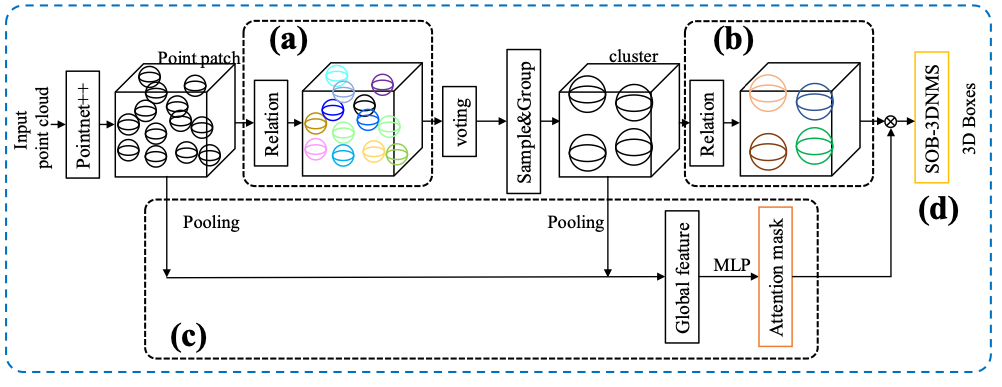 Input
point cloud
Pointnet++
Point patch
(a)
Relation
voting
Sample&Group
cluster
(b)
Relation
SOB-3DNMS
3D Boxes
(d)
Pooling
Pooling
Global feature
MLP
Attention mask
(c)